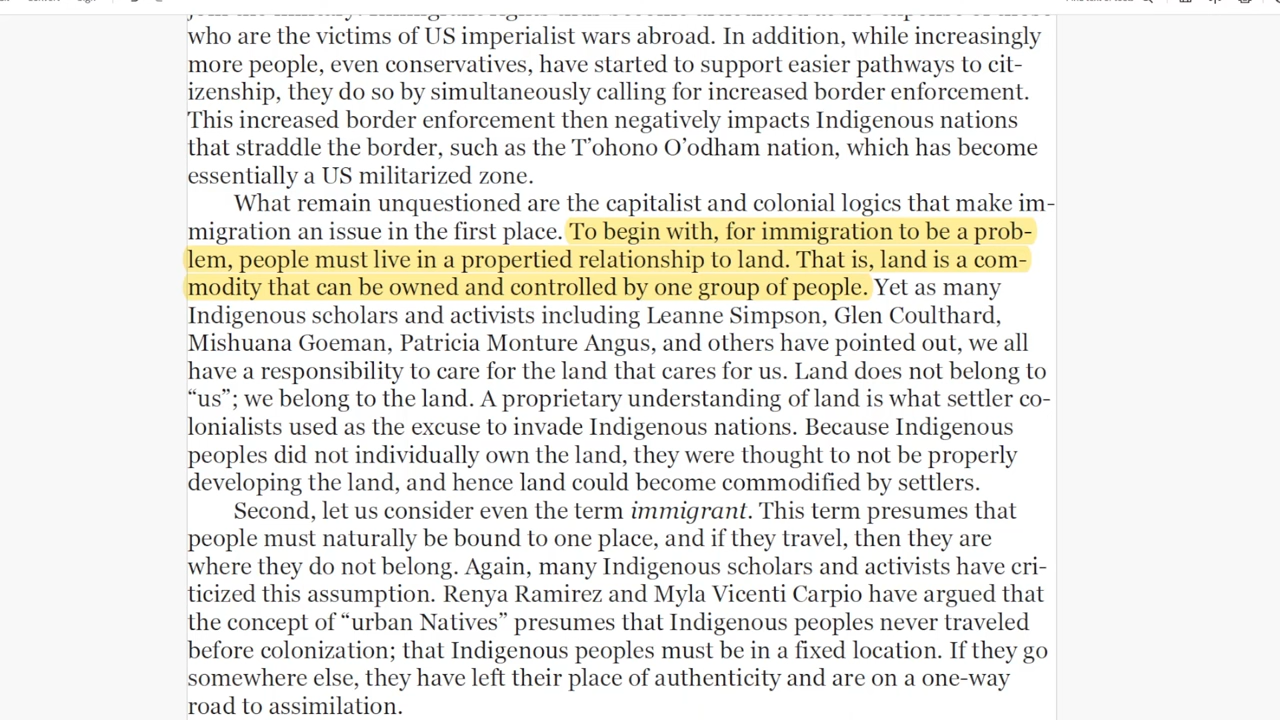 who are the victims of US imperialist wars abroad. In addition, while increasingly
more people, even conservatives, have started to support easier pathways to cit-
izenship, they do so by simultaneously calling for increased border enforcement.
This increased border enforcement then negatively impacts Indigenous nations
that straddle the border, such as the T’ohono O’odham nation, which has become
essentially a US militarized zone.
What remain unquestioned are the capitalist and colonial logics that make im-
migration an issue in the first place. To begin with, for immigration to be a prob-
lem, people must live in a propertied relationship to land. That is, land is a com-
modity that can be owned and controlled by one group of people. Yet as many
Indigenous scholars and activists including Leanne Simpson, Glen Coulthard,
Mishuana Goeman, Patricia Monture Angus, and others have pointed out, we all
have a responsibility to care for the land that cares for us. Land does not belong to
“us”; we belong to the land. A proprietary understanding of land is what settler co-
lonialists used as the excuse to invade Indigenous nations. Because Indigenous
peoples did not individually own the land, they were thought to not be properly
developing the land, and hence land could become commodified by settlers.
Second, let us consider even the term immigrant. This term presumes that
people must naturally be bound to one place, and if they travel, then they are
where they do not belong. Again, many Indigenous scholars and activists have cri-
ticized this assumption. Renya Ramirez and Myla Vicenti Carpio have argued that
the concept of “urban Natives” presumes that Indigenous peoples never traveled
before colonization; that Indigenous peoples must be in a fixed location. If they go
somewhere else, they have left their place of authenticity and are on a one-way
road to assimilation.